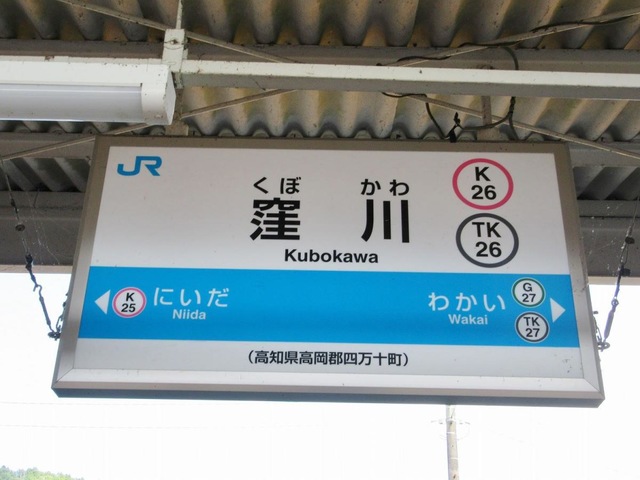 JR
くぼ かわ
窪 川
Kubokawa
K
26
TK
26
K
25
にいだ
Niida
わかい
Wakai
G
27
TK
27
(高知県高岡郡四万十町)